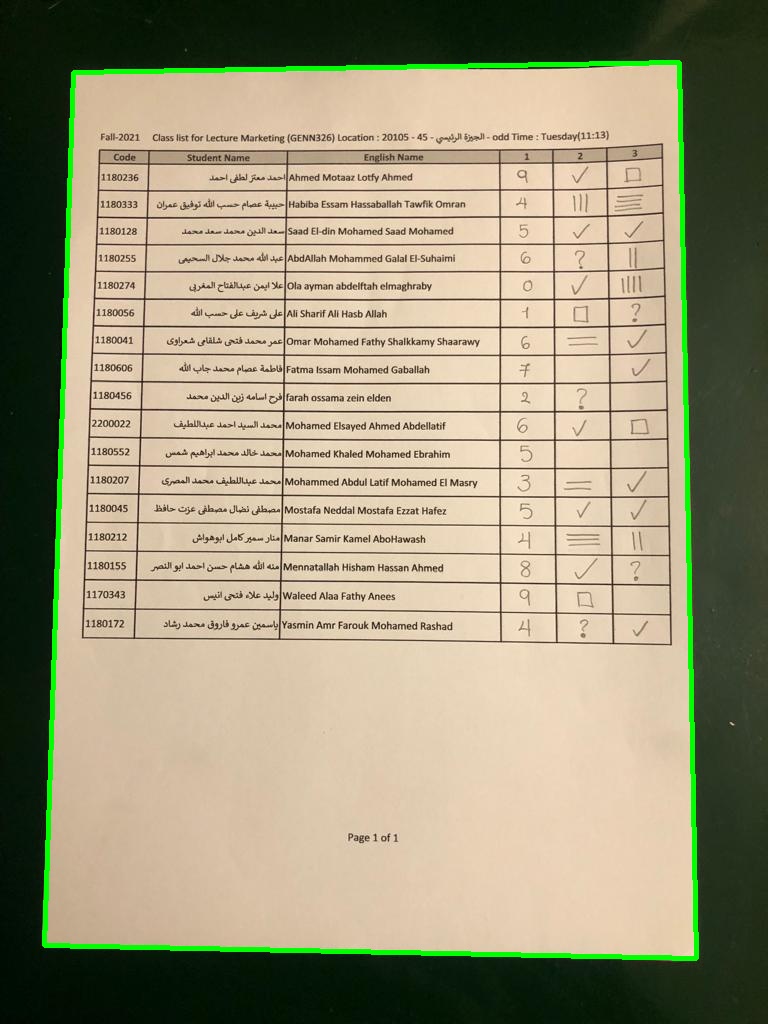 Fall-2021 Class list for Lecture Marketing (GENN326) Location : 20105 - 45 - الجيزة الرئيسي - odd Time : Tuesday(11:13)
Code Student Name English Name 1 2 3
1180236 احمد معتز لطفى احمد Ahmed Motaaz Lotfy Ahmed 9 ✓ □
1180333 حبيبة عصام حسب الله توفيق عمران Habiba Essam Hassaballah Tawfik Omran 4 ||| ≡
1180128 سعد الدين محمد سعد محمد Saad El-din Mohamed Saad Mohamed 5 ✓ ✓
1180255 عبد الله محمد جلال السحيمى AbdAllah Mohammed Galal El-Suhaimi 6 ? ||
1180274 علا ايمن عبدالفتاح المغربى Ola ayman abdelftah elmaghraby 0 ✓ ||||
1180056 على شريف على حسب الله Ali Sharif Ali Hasb Allah 1 □ ?
1180041 عمر محمد فتحى شلقامى شعراوى Omar Mohamed Fathy Shalkkamy Shaarawy 6 = ✓
1180606 فاطمة عصام محمد جاب الله Fatma Issam Mohamed Gaballah 7 ✓
1180456 فرح اسامه زين الدين محمد farah ossama zein elden 2 ?
2200022 محمد السيد احمد عبداللطيف Mohamed Elsayed Ahmed Abdellatif 6 ✓ □
1180552 محمد خالد محمد ابراهيم شمس Mohamed Khaled Mohamed Ebrahim 5
1180207 محمد عبداللطيف محمد المصرى Mohammed Abdul Latif Mohamed El Masry 3 = ✓
1180045 مصطفى نضال مصطفى عزت حافظ Mostafa Neddal Mostafa Ezzat Hafez 5 ✓ ✓
1180212 منار سمير كامل ابوهواش Manar Samir Kamel AboHawash 4 ≡ ||
1180155 منه الله هشام حسن احمد ابو النصر Mennatallah Hisham Hassan Ahmed 8 ✓ ?
1170343 وليد علاء فتحى انيس Waleed Alaa Fathy Anees 9 □
1180172 ياسمين عمرو فاروق محمد رشاد Yasmin Amr Farouk Mohamed Rashad 4 ? ✓
Page 1 of 1